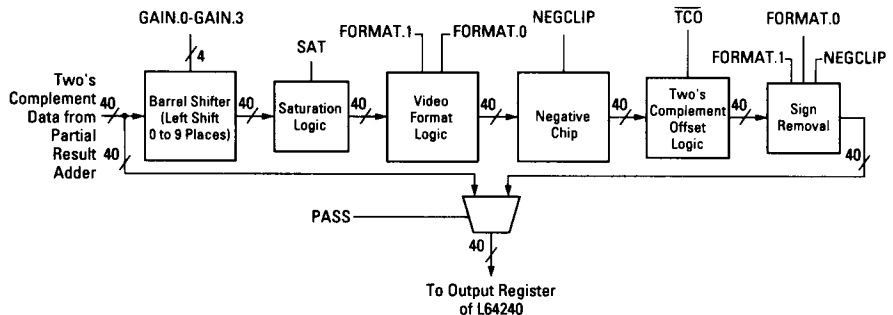 GAIN.0-GAIN.3
4
SAT
FORMAT.1
FORMAT.0
NEGCLIP
TCO
FORMAT.0
FORMAT.1
NEGCLIP
Two's
Complement
Data from
Partial
Result
Adder
40
40
Barrel Shifter
(Left Shift
0 to 9 Places)
40
Saturation
Logic
40
Video
Format
Logic
40
Negative
Chip
40
Two's
Complement
Offset
Logic
40
Sign
Removal
40
PASS
40
To Output Register
of L64240